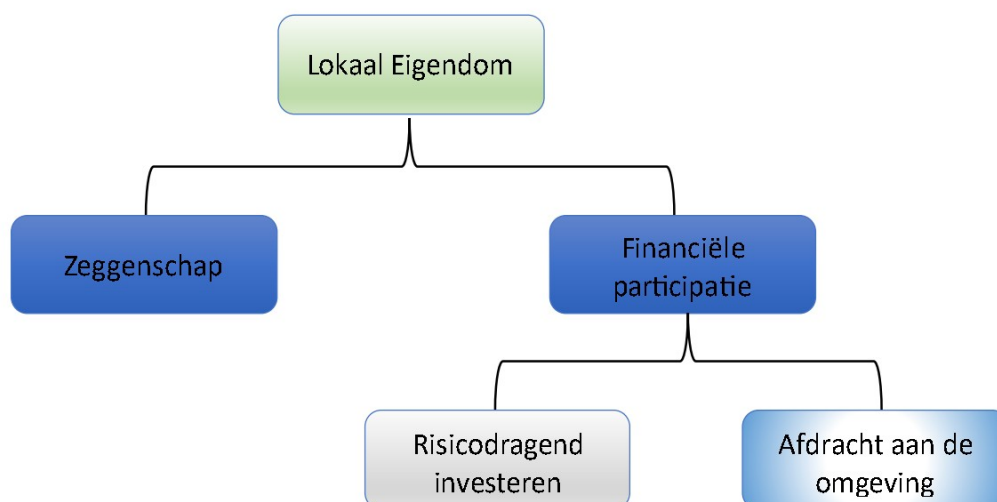 Lokaal Eigendom
Zeggenschap
Financiële
participatie
Risicodragend
investeren
Afdracht aan de
omgeving